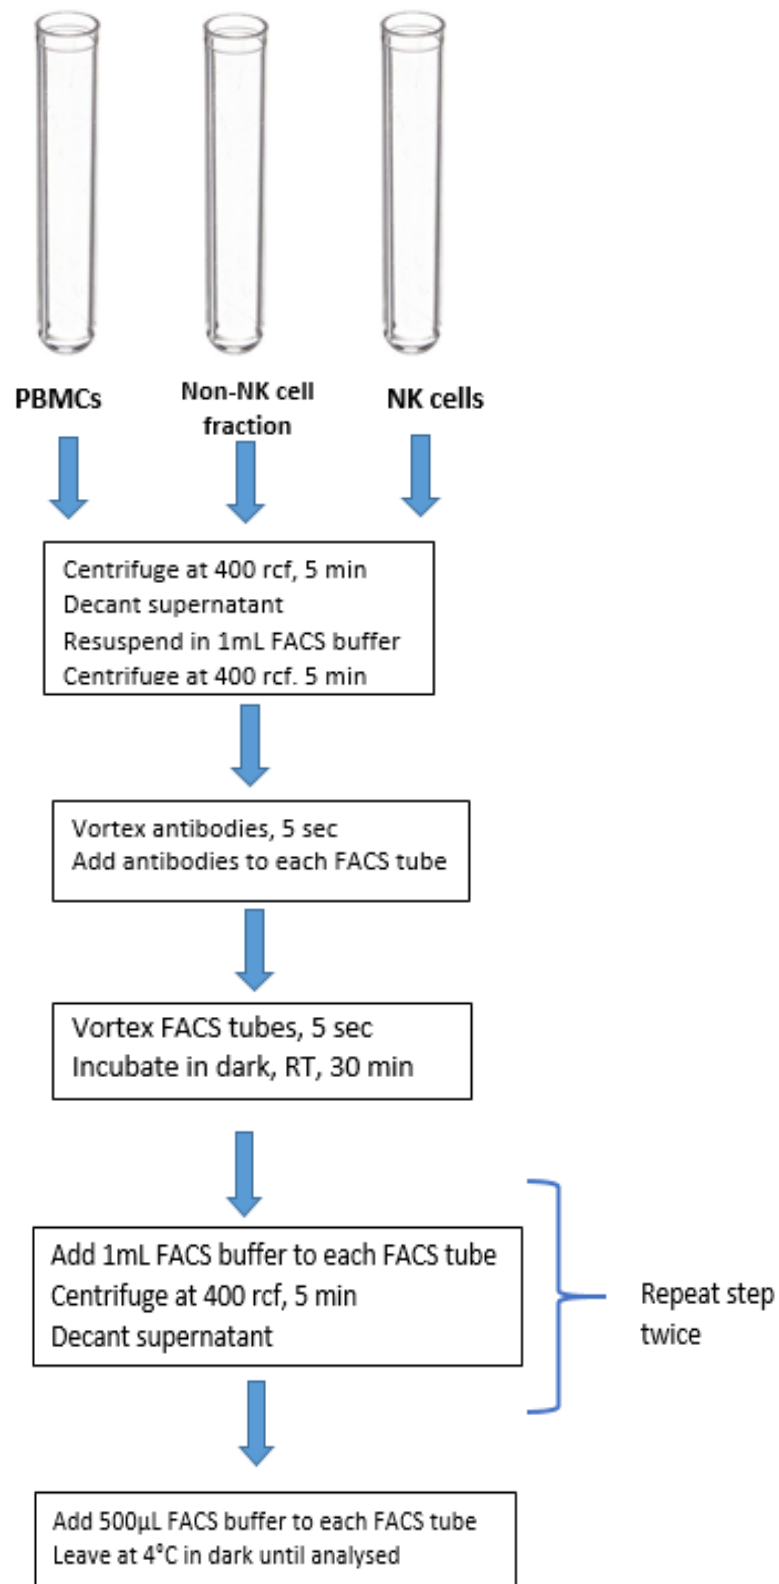 PBMCs
Non-NK cell
fraction
NK cells
Centrifuge at 400 rcf, 5 min
Decant supernatant
Resuspend in 1mL FACS buffer
Centrifuge at 400 rcf, 5 min
Vortex antibodies, 5 sec
Add antibodies to each FACS tube
Vortex FACS tubes, 5 sec
Incubate in dark, RT, 30 min
Add 1mL FACS buffer to each FACS tube
Centrifuge at 400 rcf, 5 min
Decant supernatant
Repeat step
twice
Add 500µL FACS buffer to each FACS tube
Leave at 4°C in dark until analysed